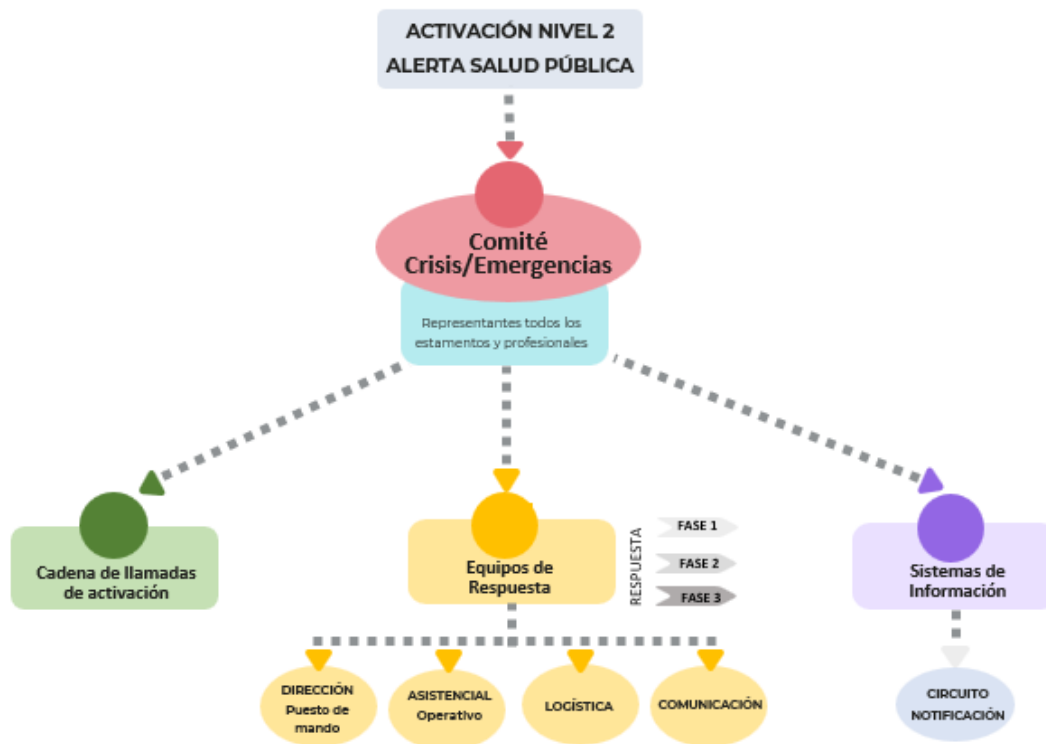 ACTIVACIÓN NIVEL 2
ALERTA SALUD PÚBLICA
Comité
Crisis/Emergencias
Representantes todos los
estamentos y profesionales
Cadena de llamadas
de activación
Equipos de
Respuesta
RESPUESTA
FASE 1
FASE 2
FASE 3
Sistemas de
Información
DIRECCIÓN
Puesto de
mando
ASISTENCIAL
Operativo
LOGÍSTICA
COMUNICACIÓN
CIRCUITO
NOTIFICACIÓN